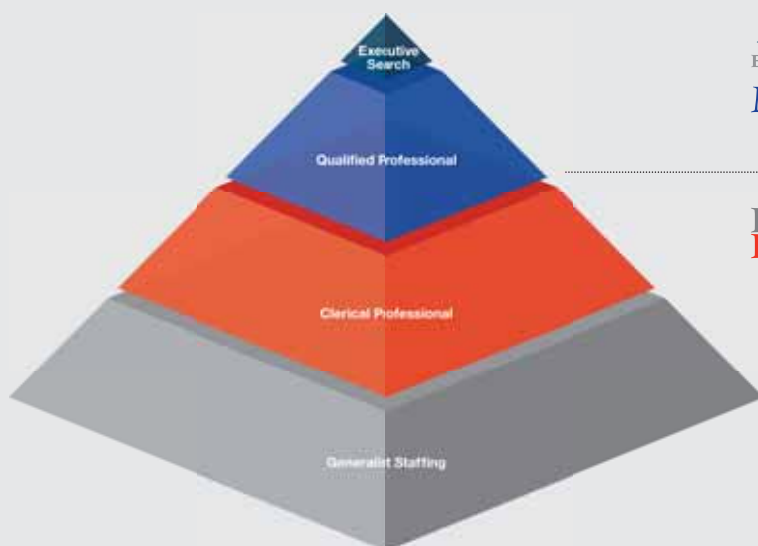 Executive
Search
Qualified Professional
Clerical Professional
Generalist Staffing